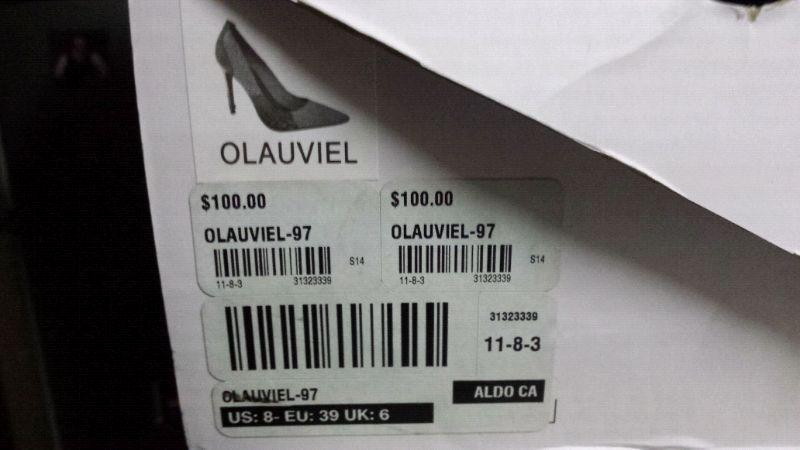 OLAUVIEL
$100.00
OLAUVIEL-97
S14
11-8-3 31323339
$100.00
OLAUVIEL-97
S14
11-8-3 31323339
31323339
11-8-3
OLAUVIEL-97
ALDO CA
US: 8- EU: 39 UK: 6